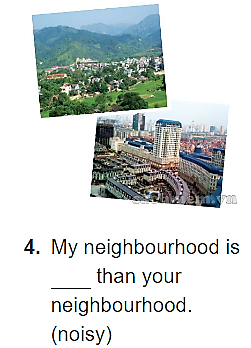 4. My neighbourhood is
____ than your
neighbourhood.
(noisy)